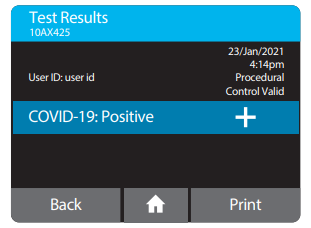 Test Results
10AX425
23/Jan/2021
4:14pm
User ID: user id
Procedural
Control Valid
COVID-19: Positive +
Back
Print